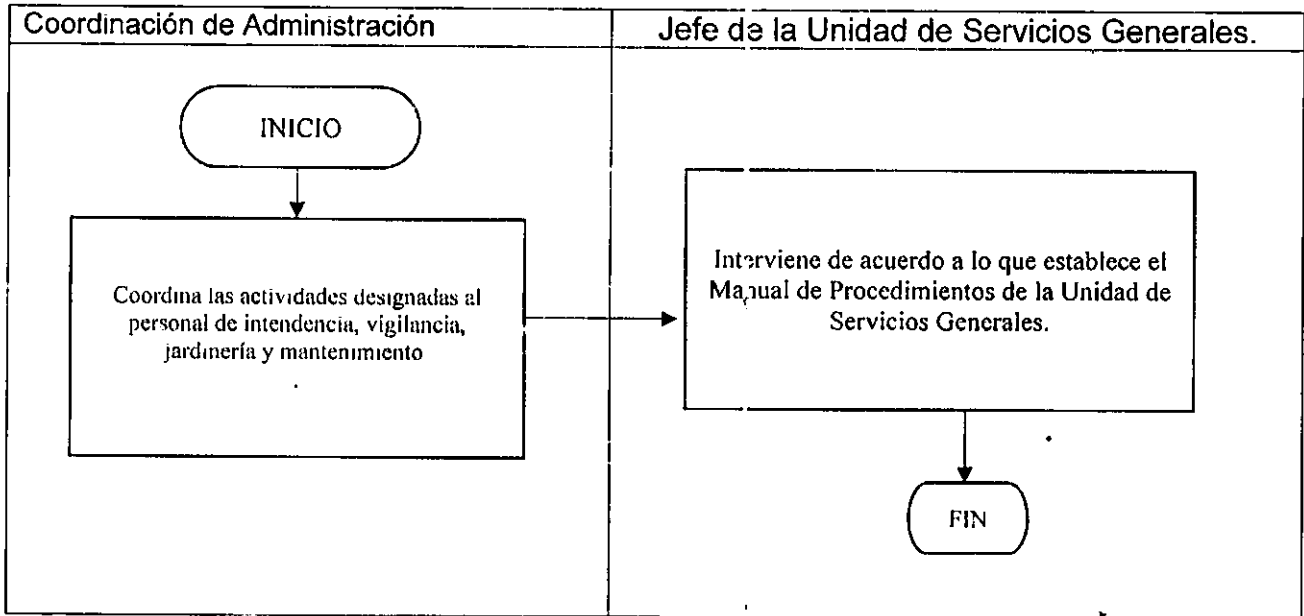 Coordinación de Administración
Jefe de la Unidad de Servicios Generales.
INICIO
Coordina las actividades designadas al
personal de intendencia, vigilancia,
jardinería y mantenimiento
Interviene de acuerdo a lo que establece el
Manual de Procedimientos de la Unidad de
Servicios Generales.
FIN